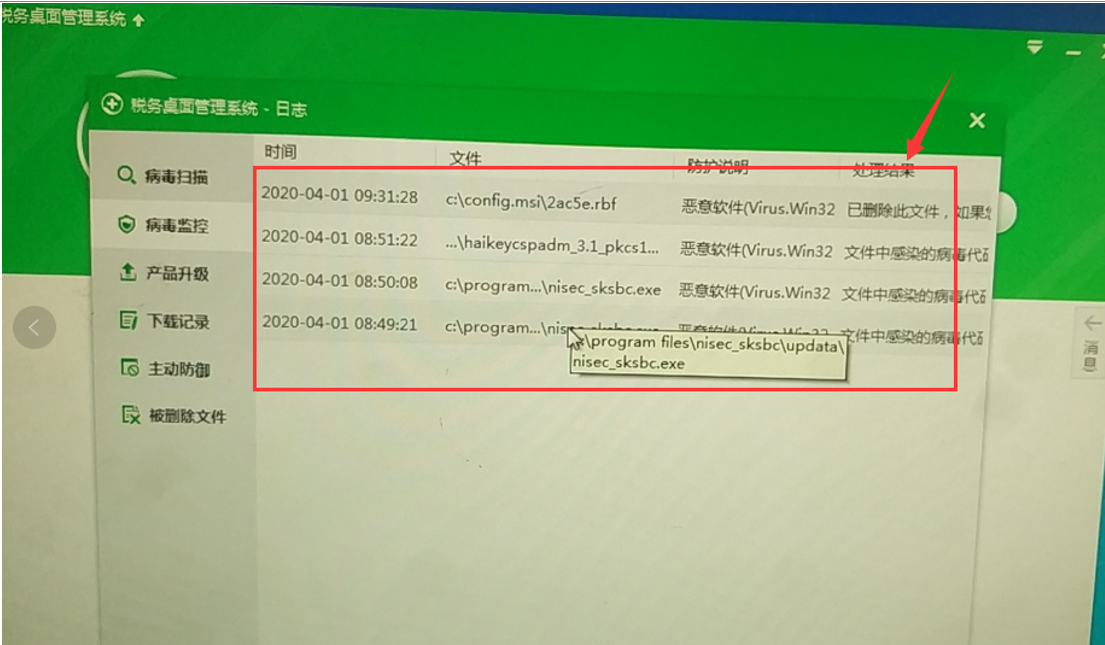 税务桌面管理系统
税务桌面管理系统 - 日志
病毒扫描
病毒监控
产品升级
下载记录
主动防御
被删除文件
时间 文件 防护说明 处理结果
2020-04-01 09:31:28 c:\config.msi\2ac5e.rbf 恶意软件(Virus.Win32 已删除此文件，如果您
2020-04-01 08:51:22 ...\haikeycspadm_3.1_pkcs1... 恶意软件(Virus.Win32 文件中感染的病毒代码
2020-04-01 08:50:08 c:\program...\nisec_sksbc.exe 恶意软件(Virus.Win32 文件中感染的病毒代码
2020-04-01 08:49:21 c:\program...\nisec_sksbc.exe 恶意软件(Virus.Win32 文件中感染的病毒代码
c:\program files\nisec_sksbc\updata\
nisec_sksbc.exe
消息